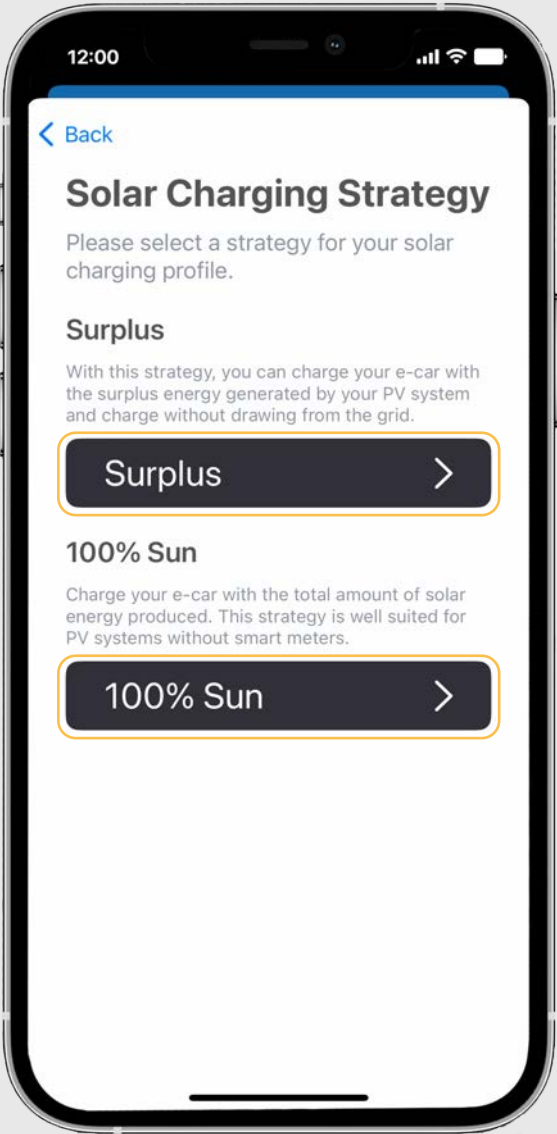 12:00
Back
Solar Charging Strategy
Please select a strategy for your solar
charging profile.
Surplus
With this strategy, you can charge your e-car with
the surplus energy generated by your PV system
and charge without drawing from the grid.
Surplus
100% Sun
Charge your e-car with the total amount of solar
energy produced. This strategy is well suited for
PV systems without smart meters.
100% Sun